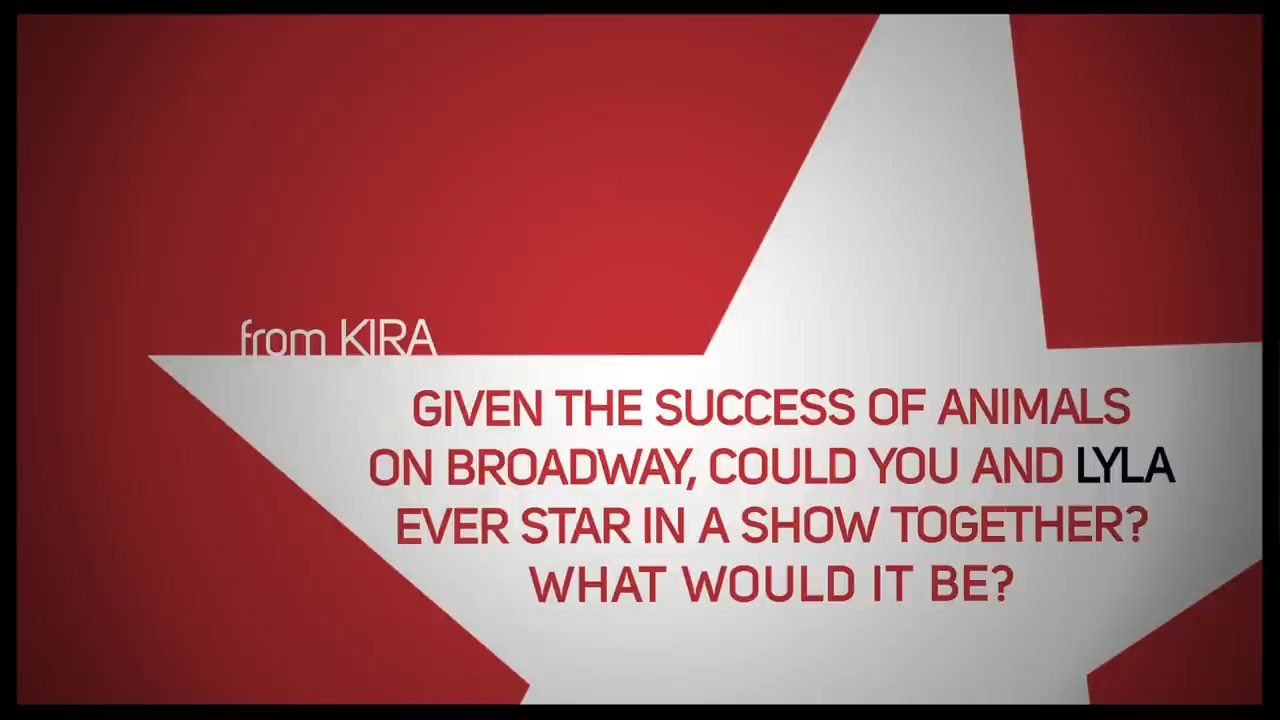 from KIRA
GIVEN THE SUCCESS OF ANIMALS
ON BROADWAY, COULD YOU AND LYLA
EVER STAR IN A SHOW TOGETHER?
WHAT WOULD IT BE?